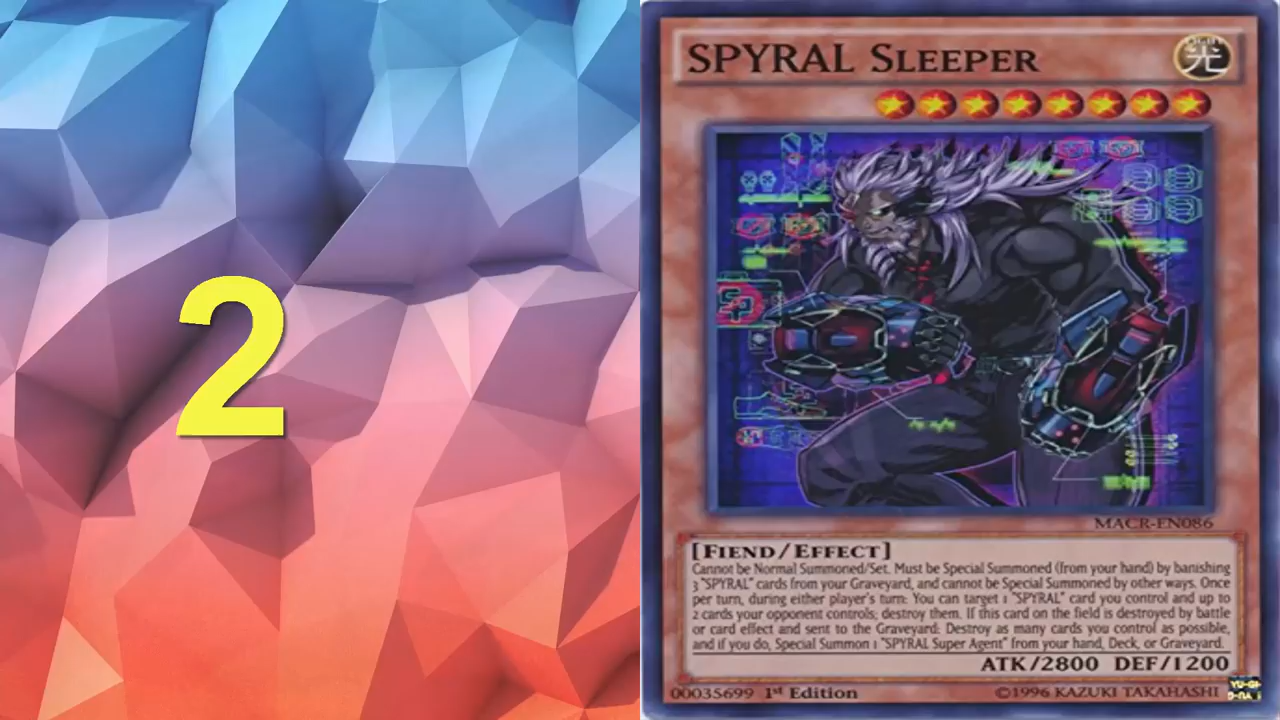 2
SPYRAL SLEEPER
光
MACR-EN086
[FIEND/EFFECT]
Cannot be Normal Summoned/Set. Must be Special Summoned (from your hand) by banishing
3 "SPYRAL" cards from your Graveyard, and cannot be Special Summoned by other ways. Once
per turn, during either player's turn: You can target 1 "SPYRAL" card you control and up to
2 cards your opponent controls; destroy them. If this card on the field is destroyed by battle
or card effect and sent to the Graveyard: Destroy as many cards you control as possible,
and if you do, Special Summon 1 "SPYRAL Super Agent" from your hand, Deck, or Graveyard.
ATK/2800 DEF/1200
00035699 1st Edition ©1996 KAZUKI TAKAHASHI